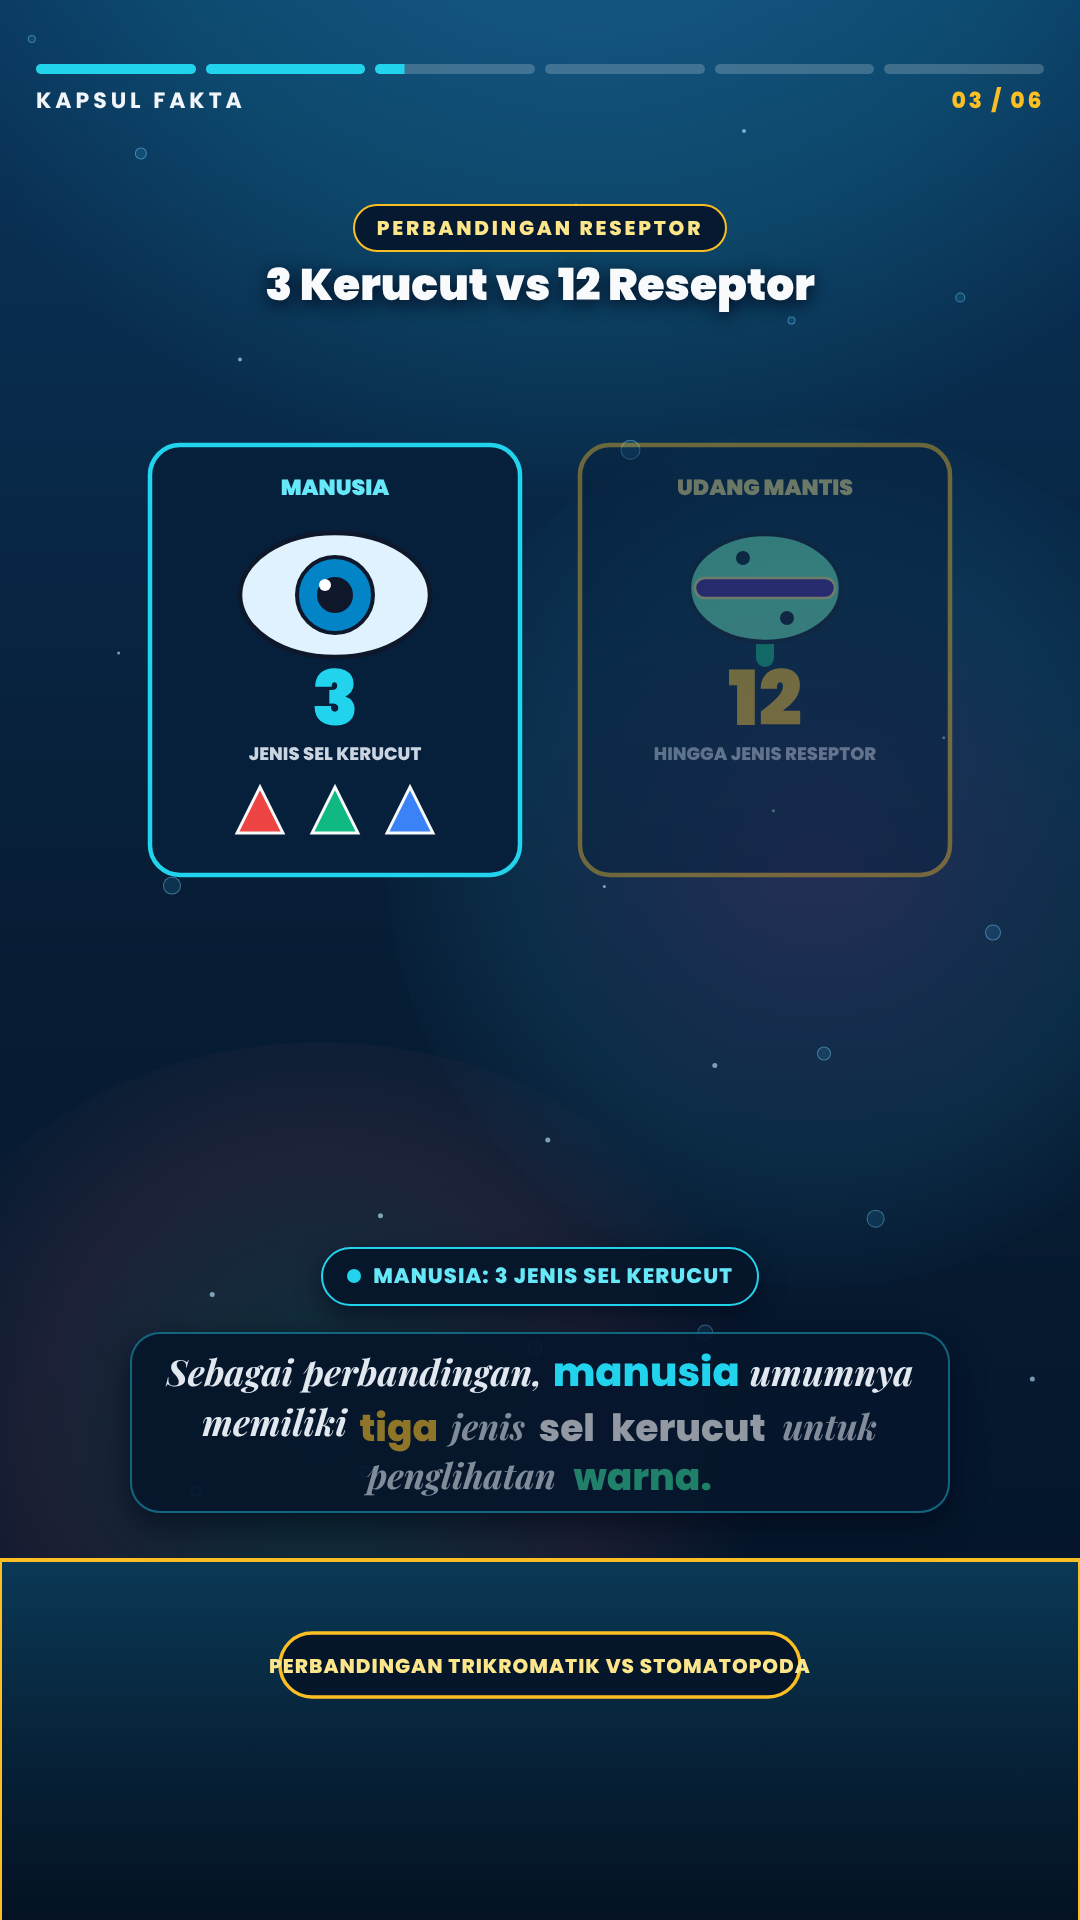 KAPSUL FAKTA
03 / 06
PERBANDINGAN RESEPTOR
3 Kerucut vs 12 Reseptor
MANUSIA
3
JENIS SEL KERUCUT
UDANG MANTIS
12
HINGGA JENIS RESEPTOR
MANUSIA: 3 JENIS SEL KERUCUT
Sebagai perbandingan, manusia umumnya
memiliki tiga jenis sel kerucut untuk
penglihatan warna.
PERBANDINGAN TRIKROMATIK VS STOMATOPODA